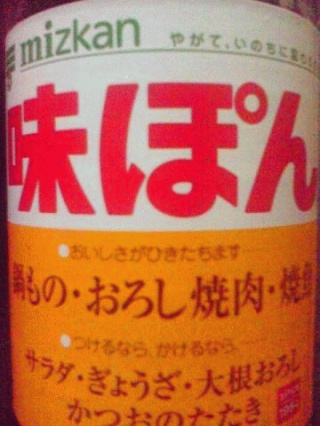 mizkan
やがて、いのちに変わる
味ぽん
●おいしさがひきたちます
鍋もの・おろし焼肉・焼魚
●つけるなら、かけるなら、
サラダ・ぎょうざ・大根おろし
かつおのたたき